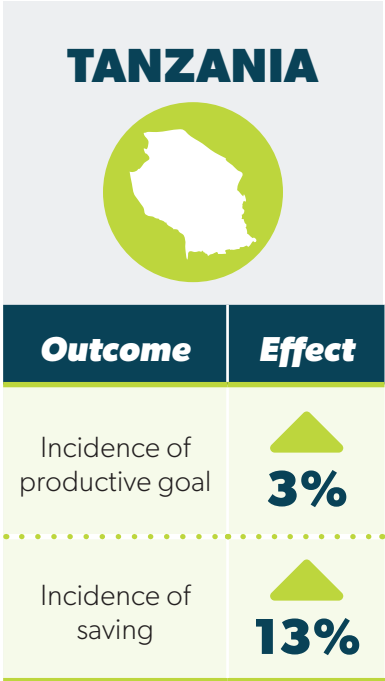 TANZANIA
Outcome
Effect
Incidence of
productive goal
3%
Incidence of
saving
13%